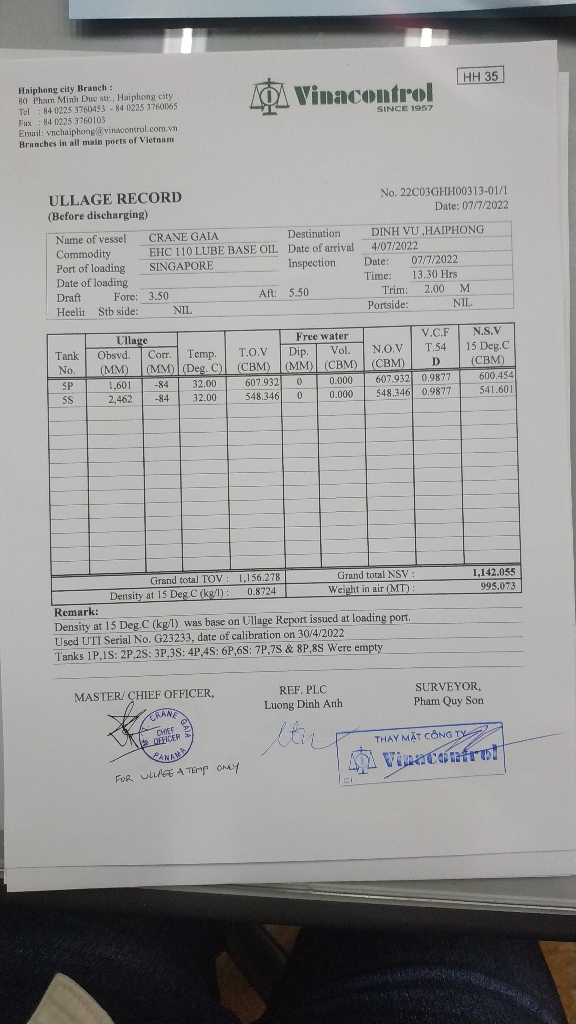 Haiphong city Branch :
80 Pham Minh Duc str., Haiphong city
Tel : 84 0225 3760453 - 84 0225 3760065
Fax : 84 0225 3760103
Email: vnchaiphong@vinacontrol.com.vn
Branches in all main ports of Vietnam
Vinacontrol
SINCE 1957
HH 35
ULLAGE RECORD
(Before discharging)
No. 22C03GHH00313-01/1
Date: 07/7/2022
Name of vessel CRANE GAIA Destination DINH VU ,HAIPHONG
Commodity EHC 110 LUBE BASE OIL Date of arrival 4/07/2022
Port of loading SINGAPORE Inspection Date: 07/7/2022
Date of loading Time: 13.30 Hrs
Draft Fore: 3.50 Aft: 5.50 Trim: 2.00 M
Heelit Stb side: NIL Portside: NIL
Ullage Free water V.C.F N.S.V
Tank Obsvd. Corr. Temp. T.O.V Dip. Vol. N.O.V T.54 15 Deg.C
No. (MM) (MM) (Deg. C) (CBM) (MM) (CBM) (CBM) D (CBM)
5P 1,601 -84 32.00 607.932 0 0.000 607.932 0.9877 600.454
5S 2,462 -84 32.00 548.346 0 0.000 548.346 0.9877 541.601
Grand total TOV : 1,156.278 Grand total NSV : 1,142.055
Density at 15 Deg.C (kg/l) : 0.8724 Weight in air (MT) : 995.073
Remark:
Density at 15 Deg.C (kg/l) was base on Ullage Report issued at loading port.
Used UTI Serial No. G23233, date of calibration on 30/4/2022
Tanks 1P,1S: 2P,2S: 3P,3S: 4P,4S: 6P,6S: 7P,7S & 8P,8S Were empty
MASTER/ CHIEF OFFICER, REF. PLC SURVEYOR,
Luong Dinh Anh Pham Quy Son
CRANE GAIA
CHIEF
OFFICER
PANAMA
THAY MẶT CÔNG TY
Vinacontrol
FOR ULLAGE & TEMP ONLY